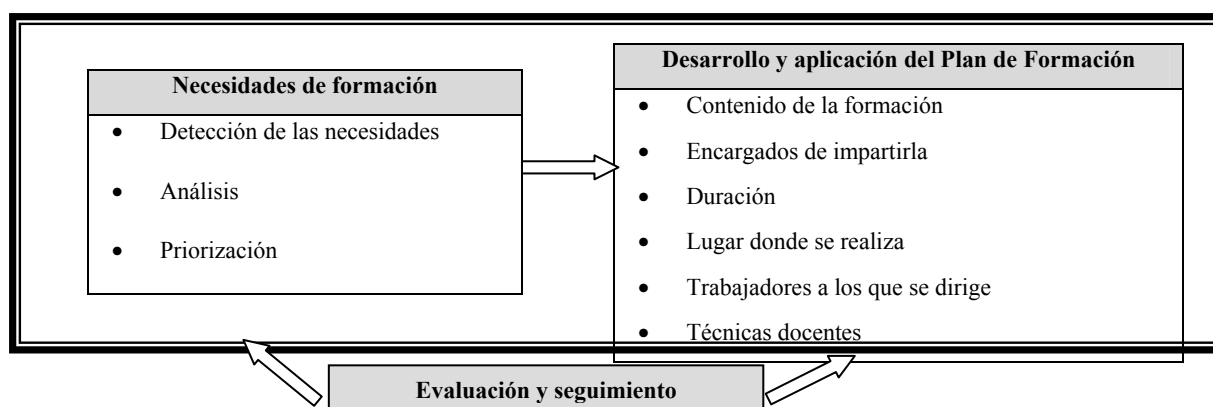 Necesidades de formación
• Detección de las necesidades
• Análisis
• Priorización
Desarrollo y aplicación del Plan de Formación
• Contenido de la formación
• Encargados de impartirla
• Duración
• Lugar donde se realiza
• Trabajadores a los que se dirige
• Técnicas docentes
Evaluación y seguimiento